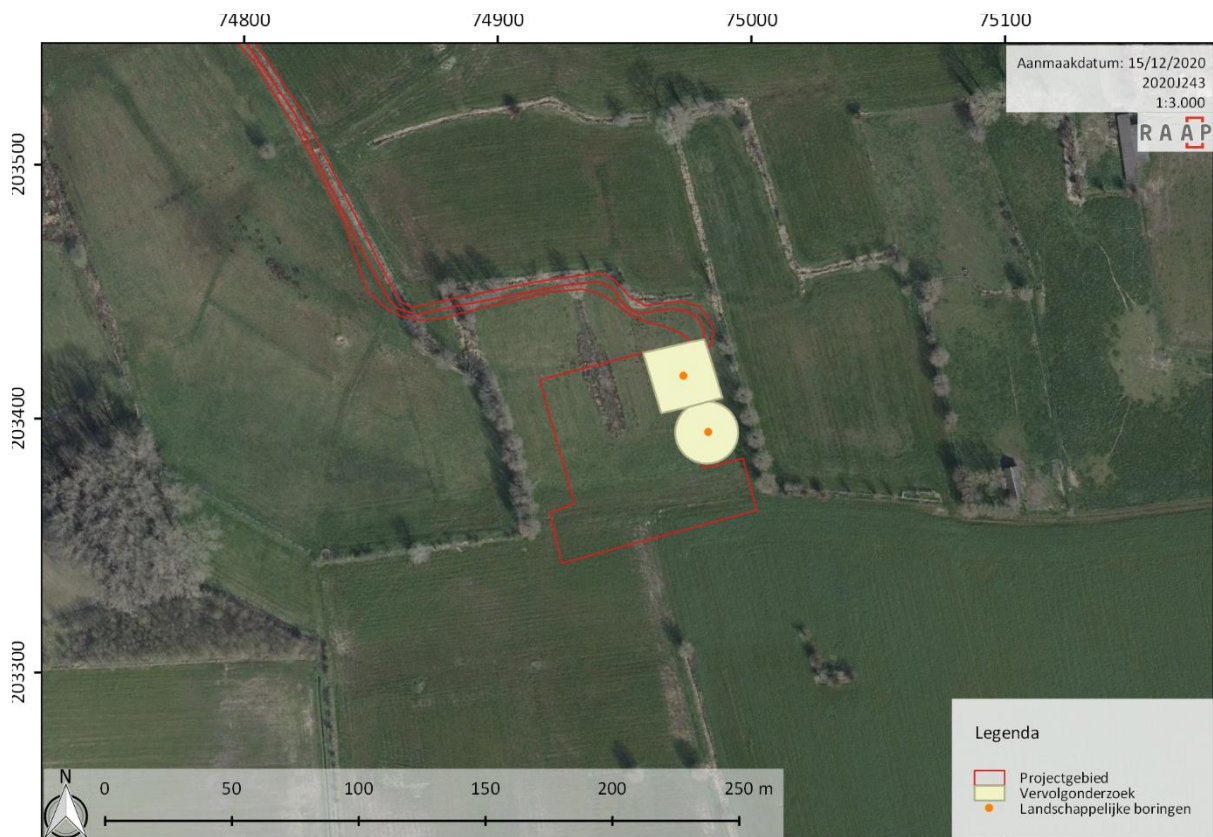 74800 74900 75000 75100
Aanmaakdatum: 15/12/2020
2020J243
1:3.000
RAAP
203500
203400
203300
Legenda
Projectgebied
Vervolgonderzoek
Landschappelijke boringen
N
0 50 100 150 200 250 m